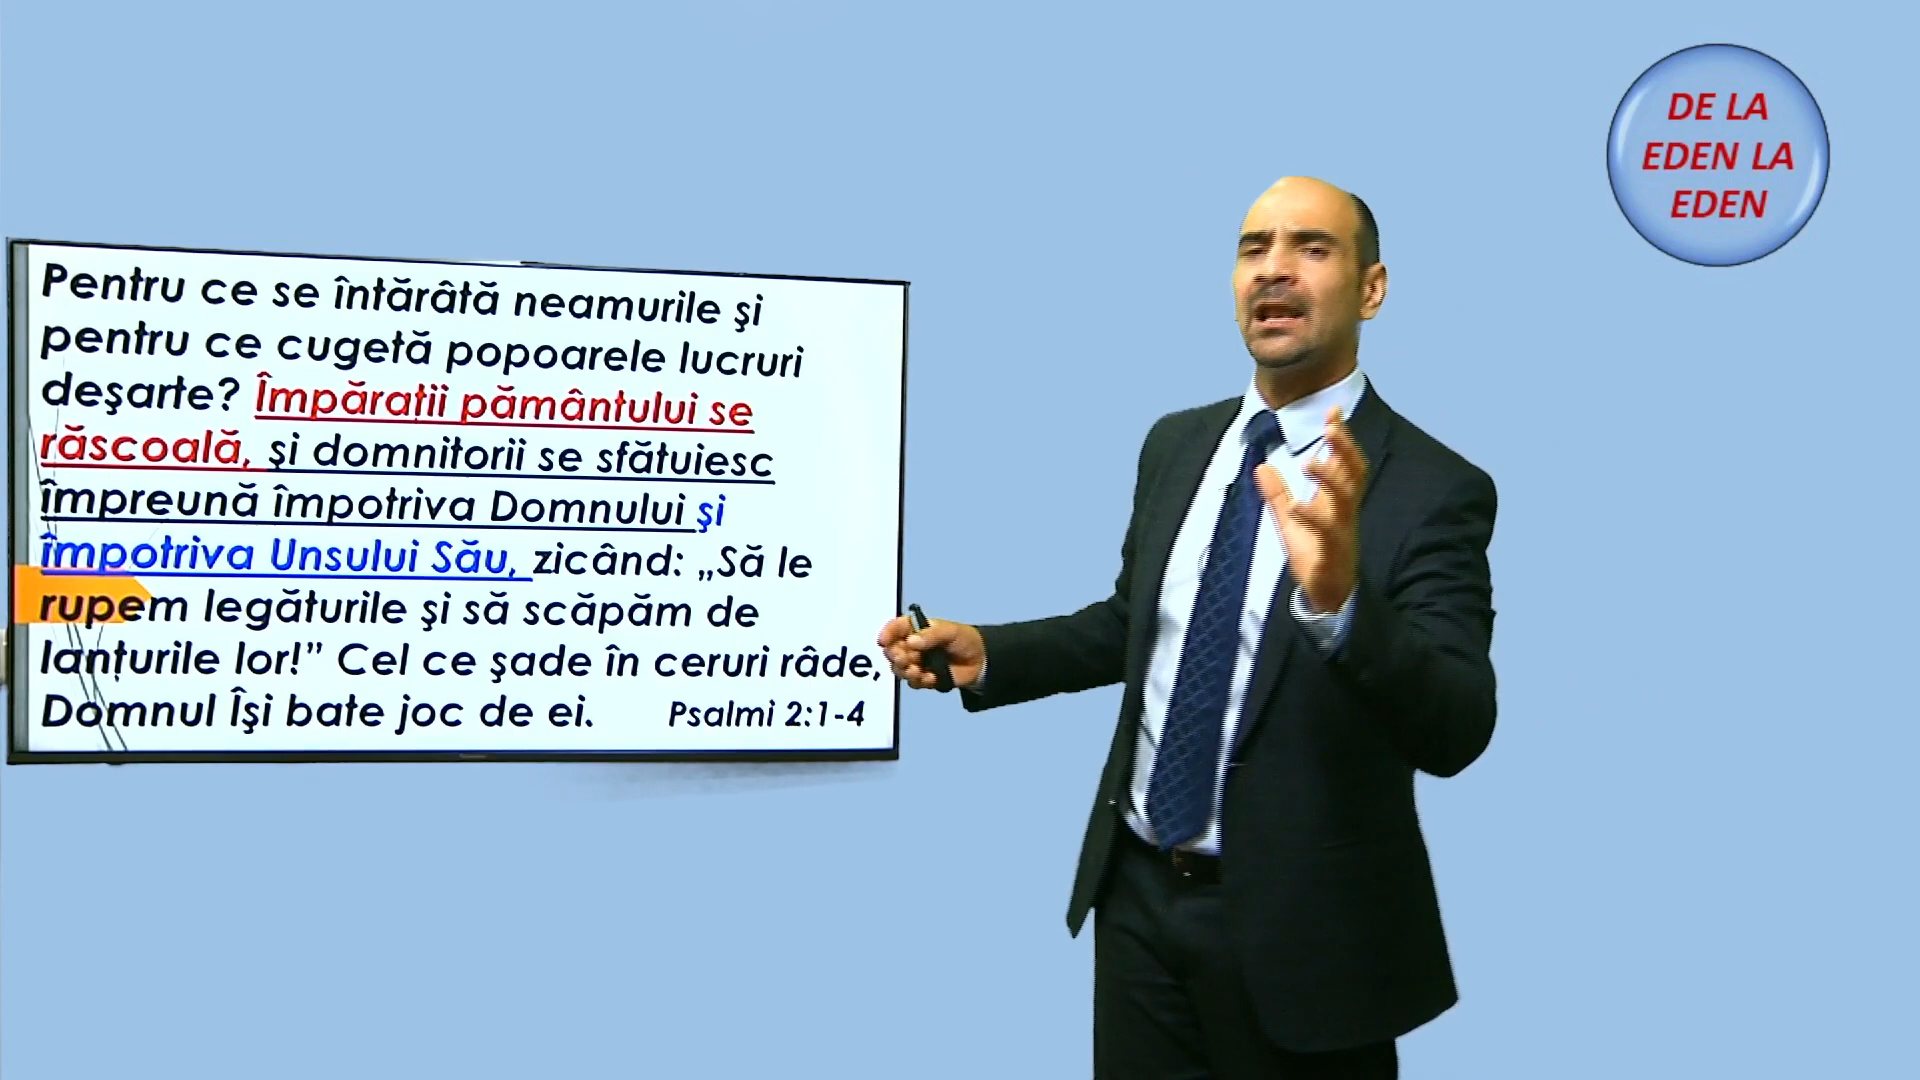 Pentru ce se întărâtă neamurile şi
pentru ce cugetă popoarele lucruri
deşarte? Împăraţii pământului se
răscoală, şi domnitorii se sfătuiesc
împreună împotriva Domnului şi
împotriva Unsului Său, zicând: „Să le
rupem legăturile şi să scăpăm de
lanţurile lor!” Cel ce şade în ceruri râde,
Domnul Îşi bate joc de ei. Psalmi 2:1-4
DE LA
EDEN LA
EDEN